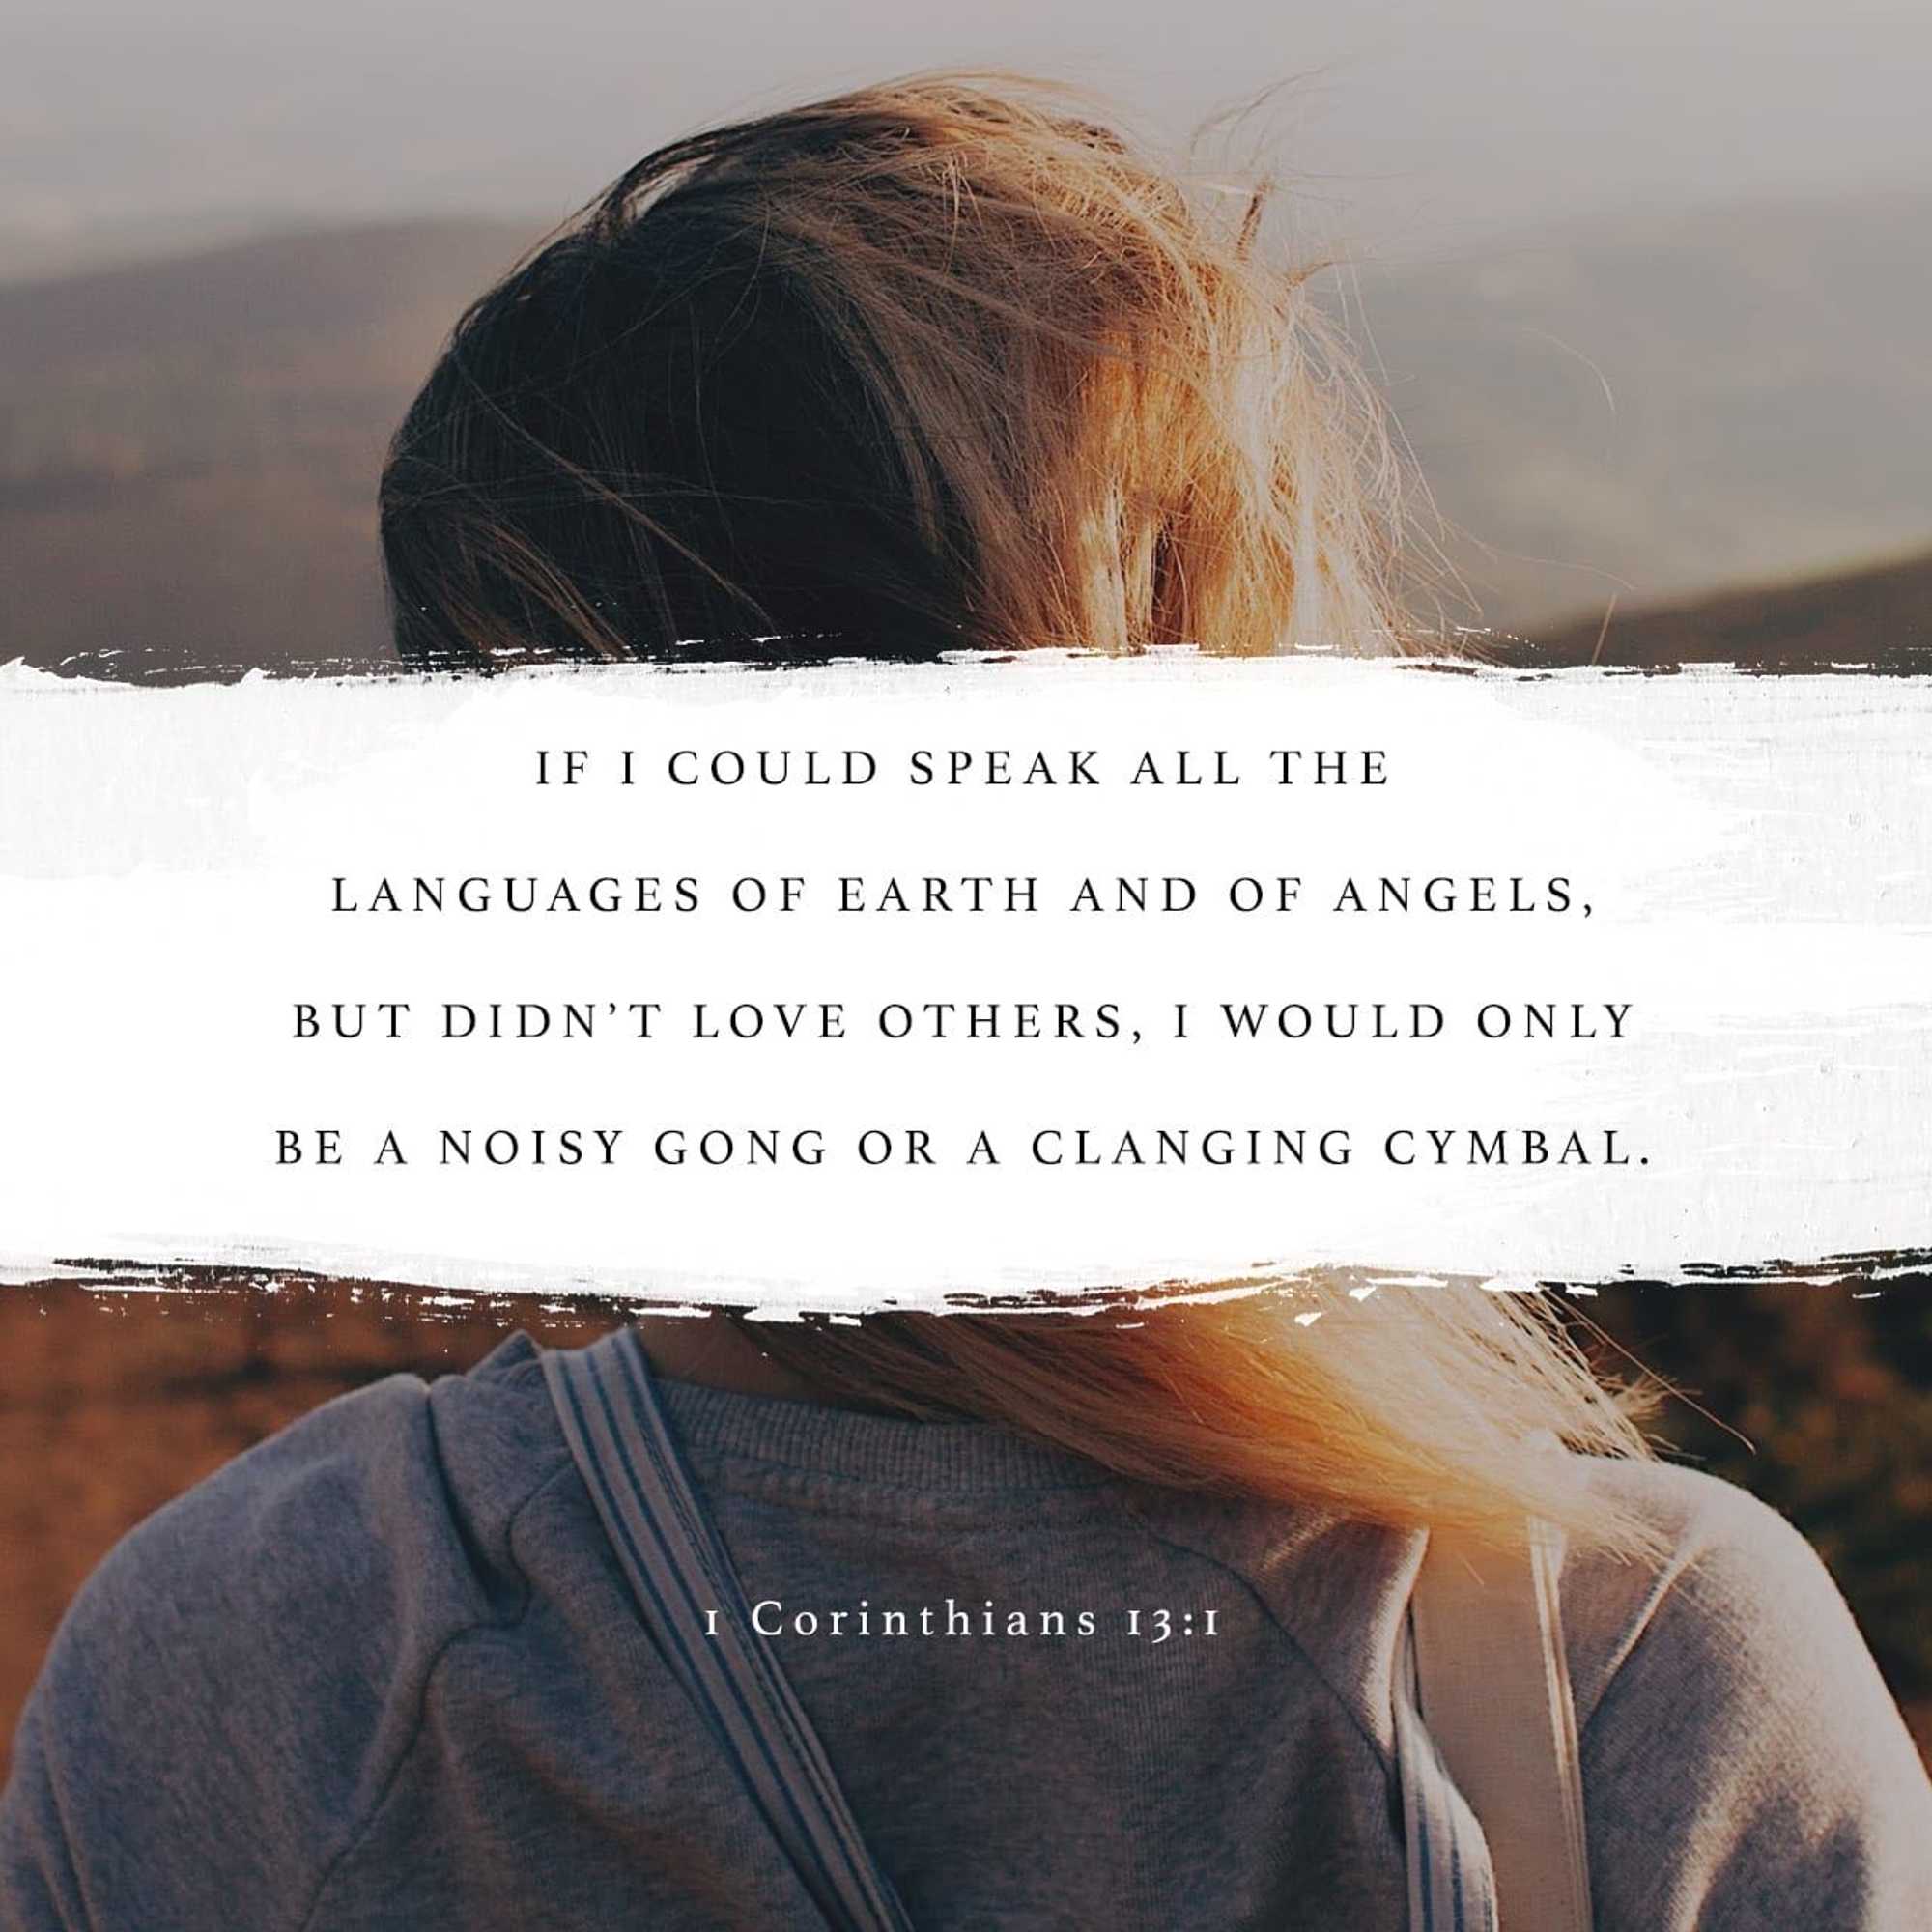 IF I COULD SPEAK ALL THE
LANGUAGES OF EARTH AND OF ANGELS,
BUT DIDN’T LOVE OTHERS, I WOULD ONLY
BE A NOISY GONG OR A CLANGING CYMBAL.
1 Corinthians 13:1